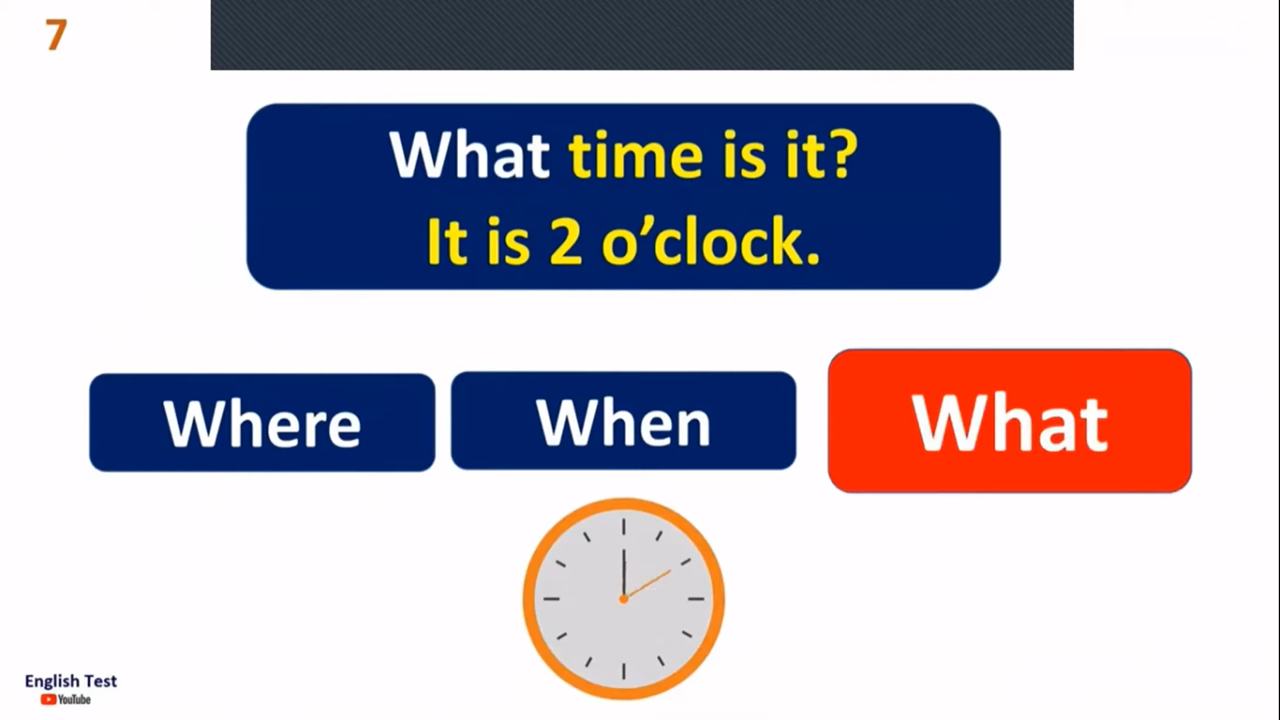 7
What time is it?
It is 2 o’clock.
Where
When
What
English Test
YouTube